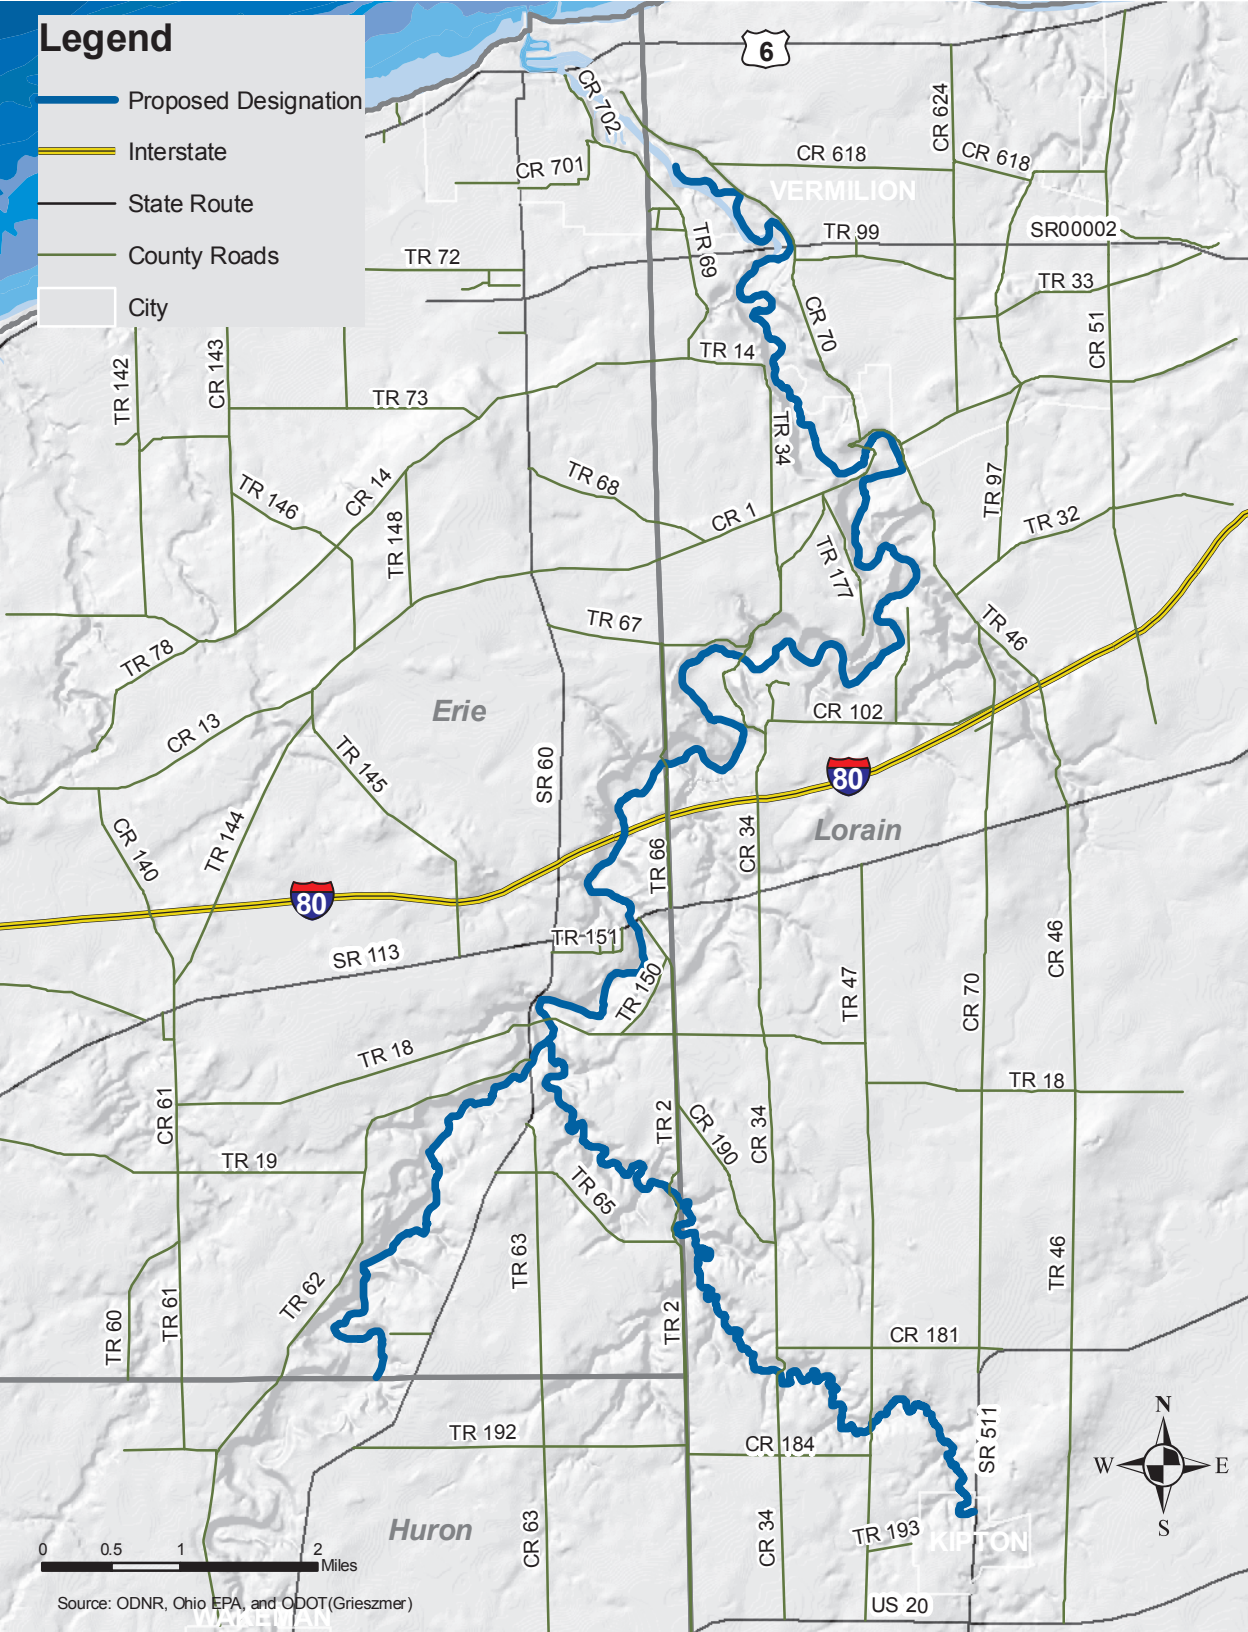 Legend
Proposed Designation
Interstate
State Route
County Roads
City
6
CR 702
CR 624
CR 618
CR 618
CR 701
VERMILION
TR 69
TR 99
SR00002
TR 72
TR 33
CR 70
CR 51
TR 142
CR 143
TR 14
TR 73
TR 34
TR 68
TR 97
CR 14
TR 146
CR 1
TR 32
TR 148
TR 177
TR 67
TR 46
TR 78
Erie
CR 102
CR 13
TR 145
SR 60
80
Lorain
CR 34
TR 144
CR 140
TR 66
80
TR 151
SR 113
CR 46
TR 150
TR 47
CR 70
TR 18
TR 18
CR 61
TR 2
CR 190
CR 34
TR 19
TR 65
TR 63
TR 46
TR 62
TR 60
TR 61
TR 2
CR 181
N
W
E
S
TR 192
CR 184
SR 511
Huron
CR 63
CR 34
TR 193
KIPTON
0 0.5 1 2
Miles
Source: ODNR, Ohio EPA, and ODOT(Grieszmer)
WAKEMAN
US 20